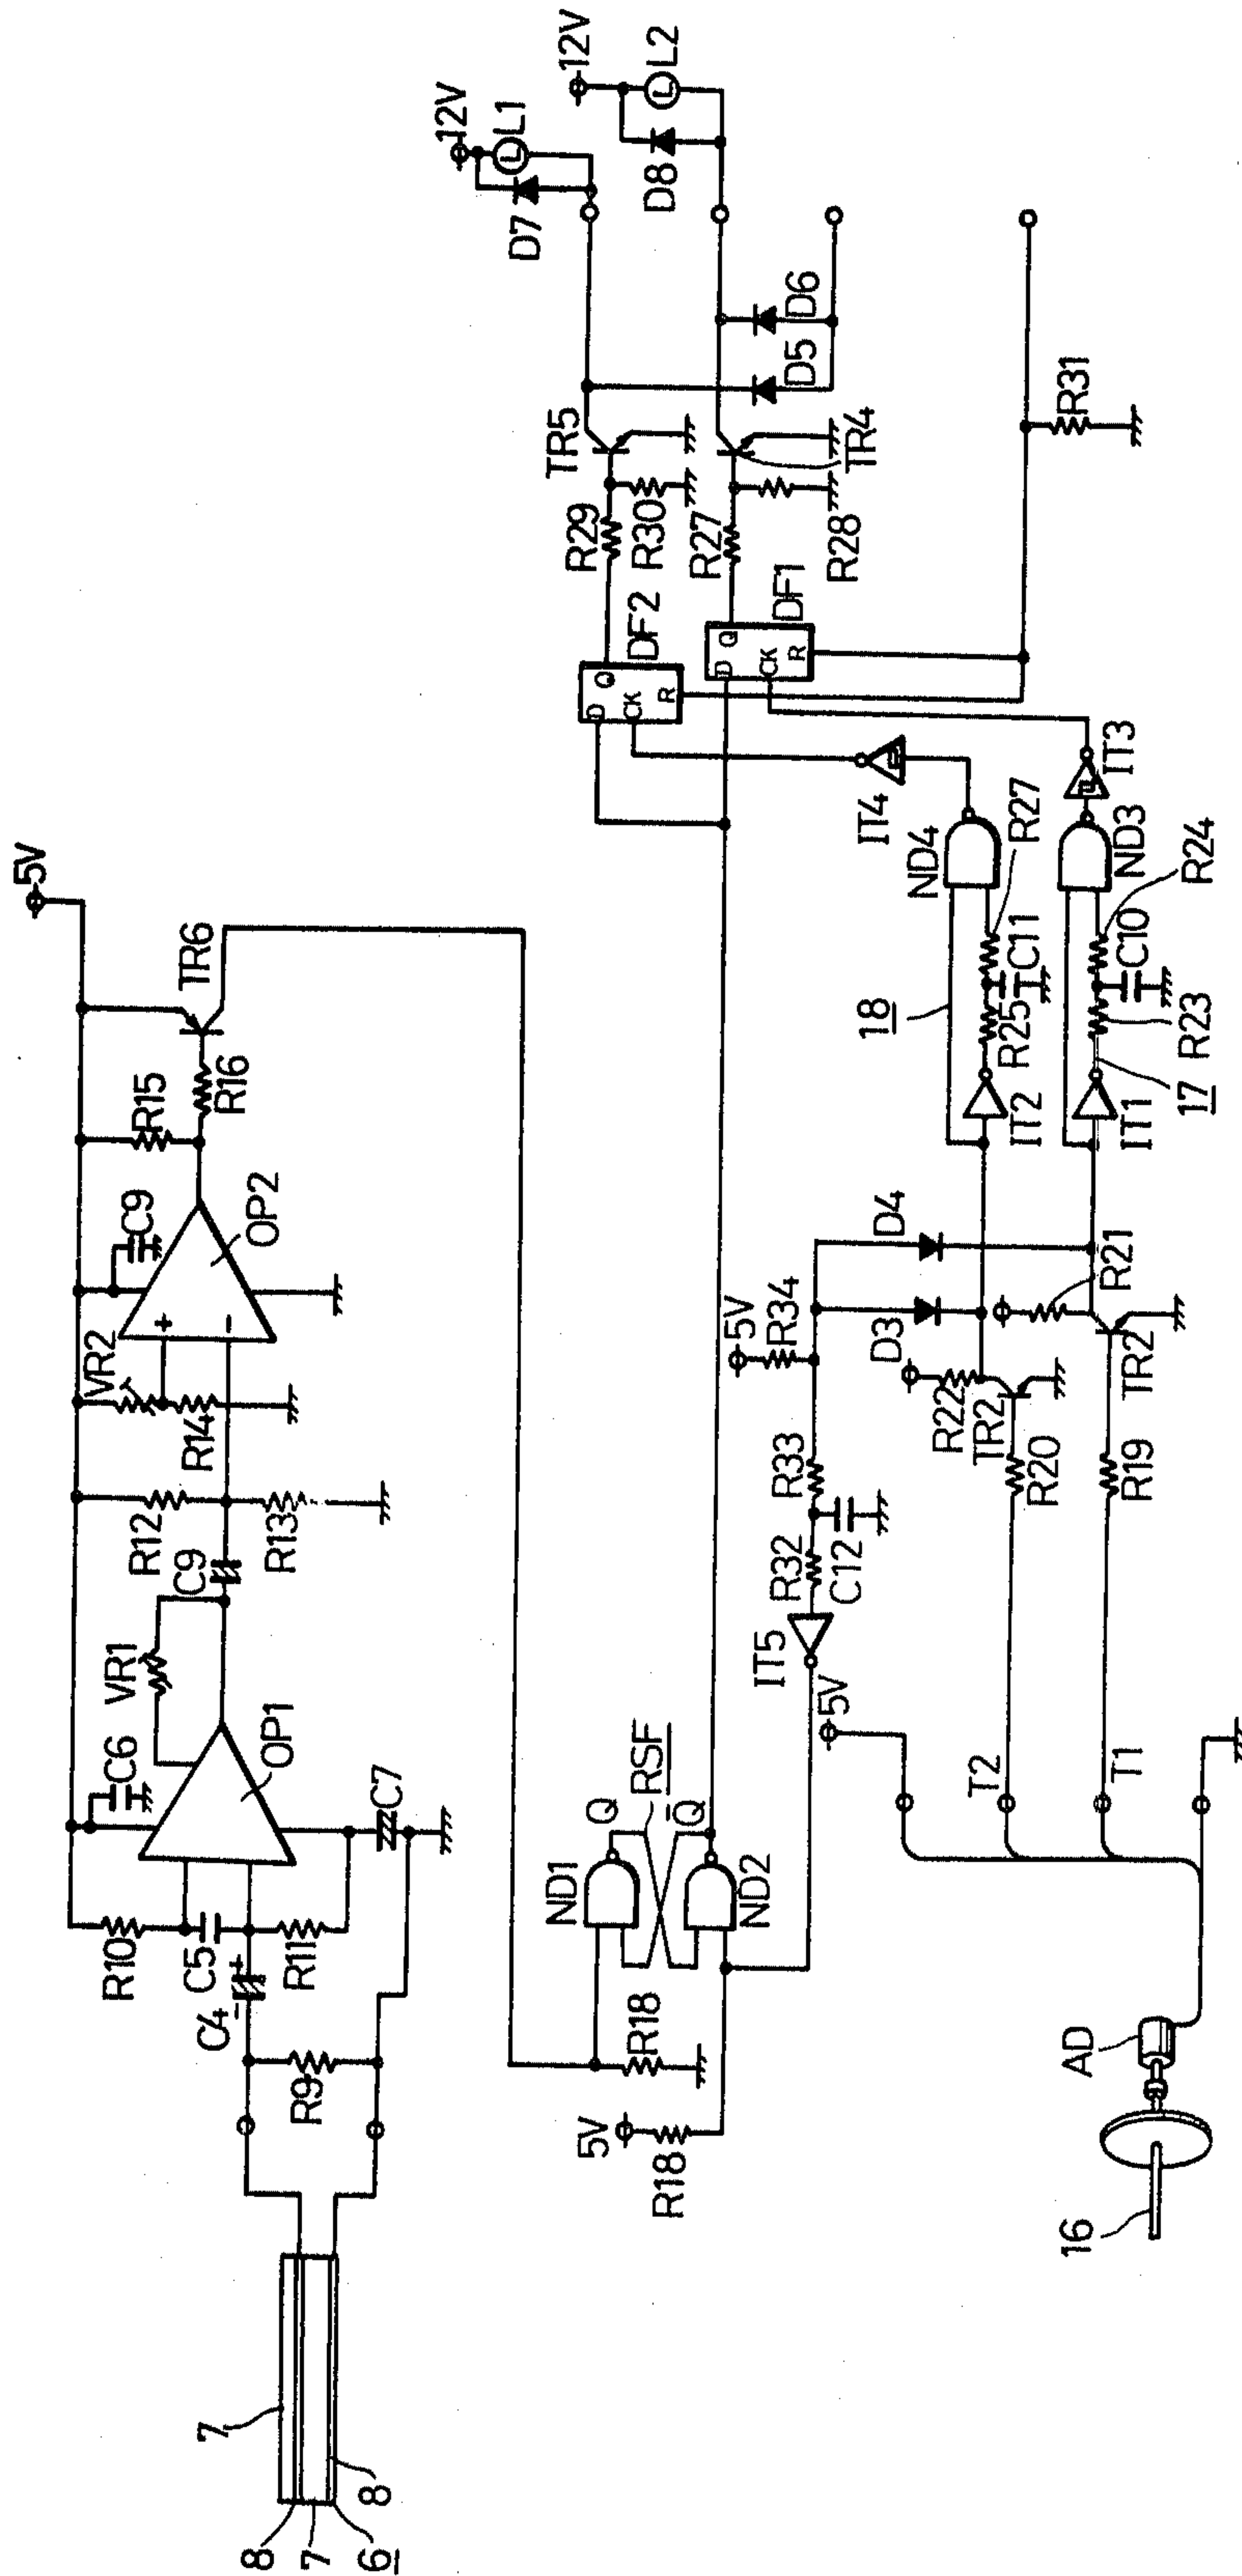 5V
R10
C5
C4
- +
R11
R9
C6
VR1
OP1
C7
R12
C9
R13
VR2
R14
+
-
C9
OP2
R15
R16
TR6
7
8
8
7
6
5V
R18
R18
ND1
Q
RSF
ND2
Q̅
IT5
R32
C12
R33
5V
R34
D3
D4
R22
TR2
R20
R21
TR2
R19
5V
T2
T1
AD
16
18
IT2
R25
C11
R27
ND4
IT4
17
IT1
R23
C10
R24
ND3
IT3
D
Q
CK
R
DF2
D
Q
CK
R
DF1
R29
R30
TR5
R27
R28
TR4
D5
D6
R31
12V
L
L1
D7
12V
L
L2
D8